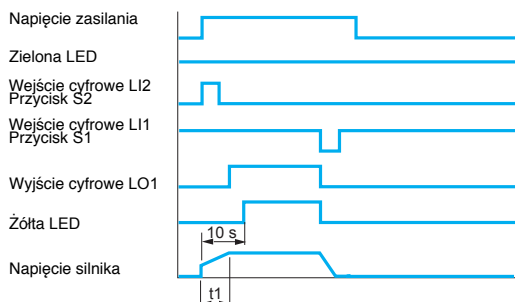 Napięcie zasilania
Zielona LED
Wejście cyfrowe LI2
Przycisk S2
Wejście cyfrowe LI1
Przycisk S1
Wyjście cyfrowe LO1
Żółta LED
10 s
Napięcie silnika
t1